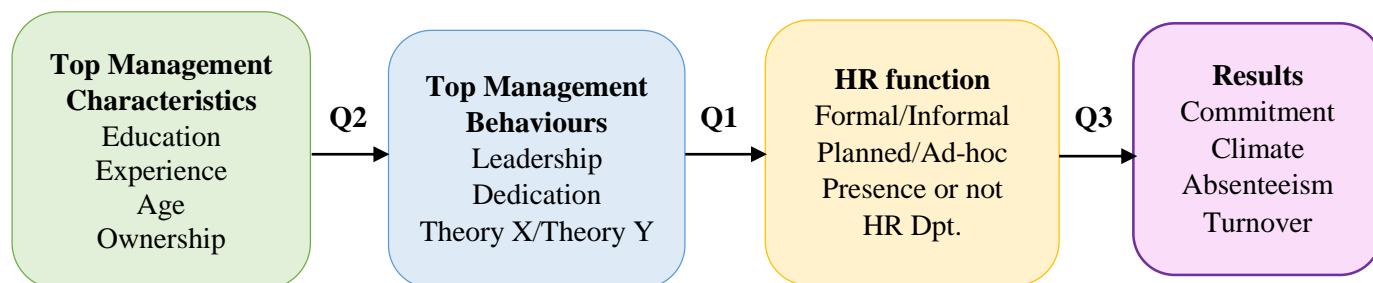 Top Management
Characteristics
Education
Experience
Age
Ownership
Q2
Top Management
Behaviours
Leadership
Dedication
Theory X/Theory Y
Q1
HR function
Formal/Informal
Planned/Ad-hoc
Presence or not
HR Dpt.
Q3
Results
Commitment
Climate
Absenteeism
Turnover